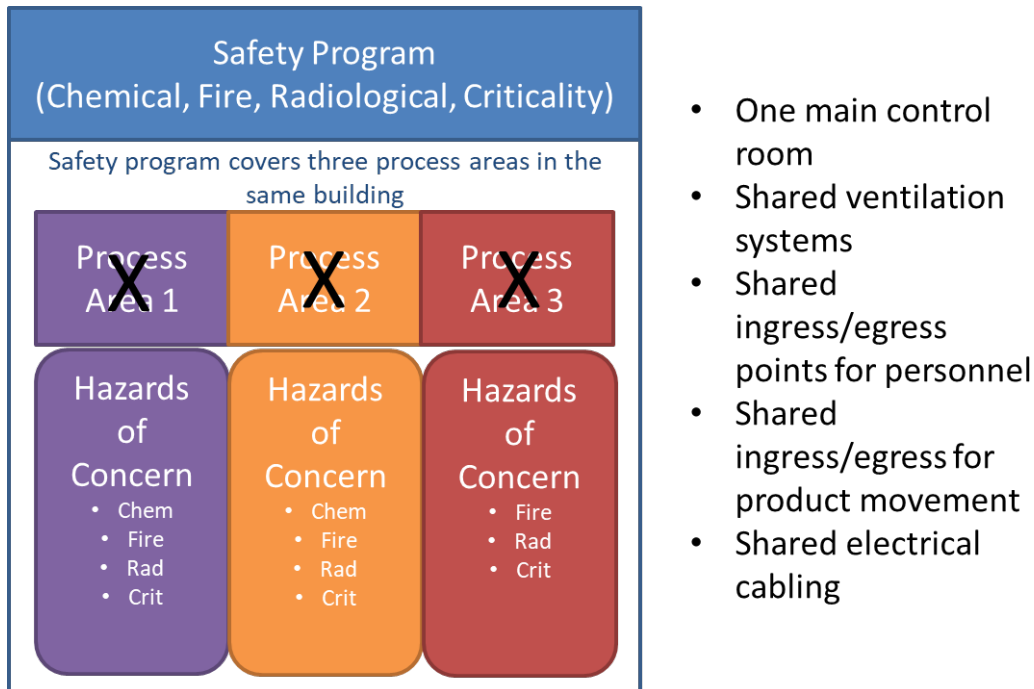 Safety Program
(Chemical, Fire, Radiological, Criticality)
Safety program covers three process areas in the
same building
Process
Area 1
X
Process
Area 2
X
Process
Area 3
X
Hazards
of
Concern
• Chem
• Fire
• Rad
• Crit
Hazards
of
Concern
• Chem
• Fire
• Rad
• Crit
Hazards
of
Concern
• Fire
• Rad
• Crit
• One main control
room
• Shared ventilation
systems
• Shared
ingress/egress
points for personnel
• Shared
ingress/egress for
product movement
• Shared electrical
cabling